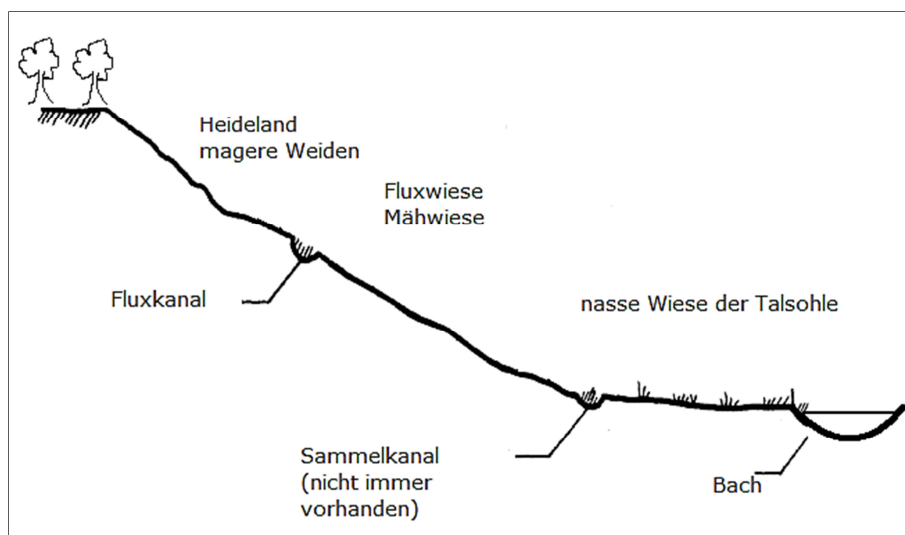 Heideland
magere Weiden
Fluxwiese
Mähwiese
Fluxkanal
nasse Wiese der Talsohle
Sammelkanal
(nicht immer
vorhanden)
Bach